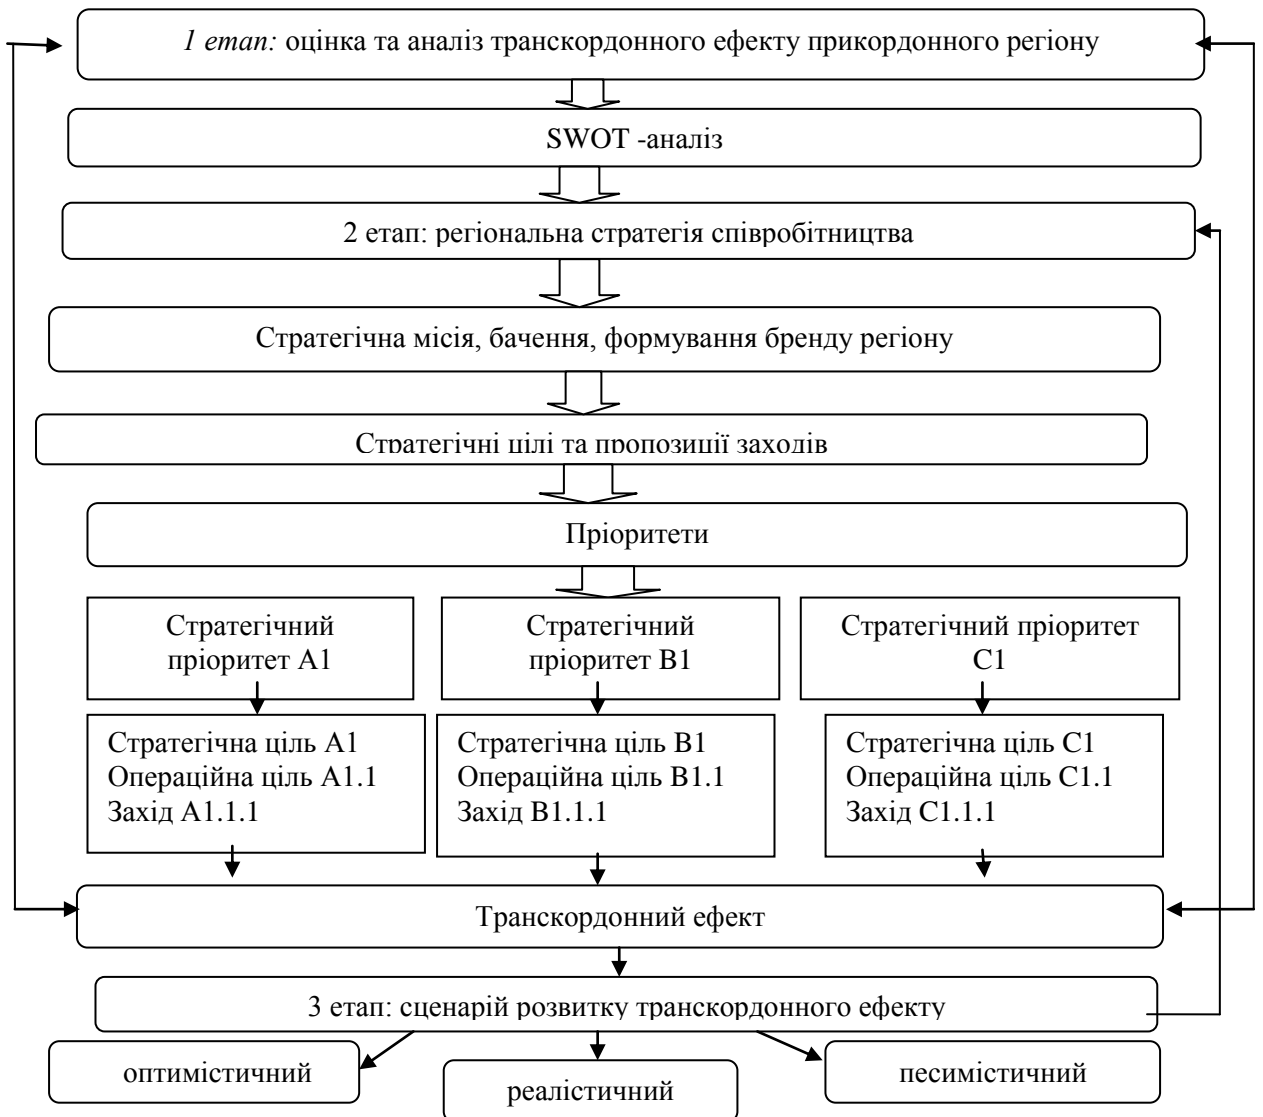 1 етап: оцінка та аналіз транскордонного ефекту прикордонного регіону
SWOT -аналіз
2 етап: регіональна стратегія співробітництва
Стратегічна місія, бачення, формування бренду регіону
Стратегічні цілі та пропозиції заходів
Пріоритети
Стратегічний
пріоритет А1
Стратегічний
пріоритет В1
Стратегічний пріоритет
С1
Стратегічна ціль А1
Операційна ціль А1.1
Захід А1.1.1
Стратегічна ціль В1
Операційна ціль В1.1
Захід В1.1.1
Стратегічна ціль С1
Операційна ціль С1.1
Захід С1.1.1
Транскордонний ефект
3 етап: сценарій розвитку транскордонного ефекту
оптимістичний
реалістичний
песимістичний